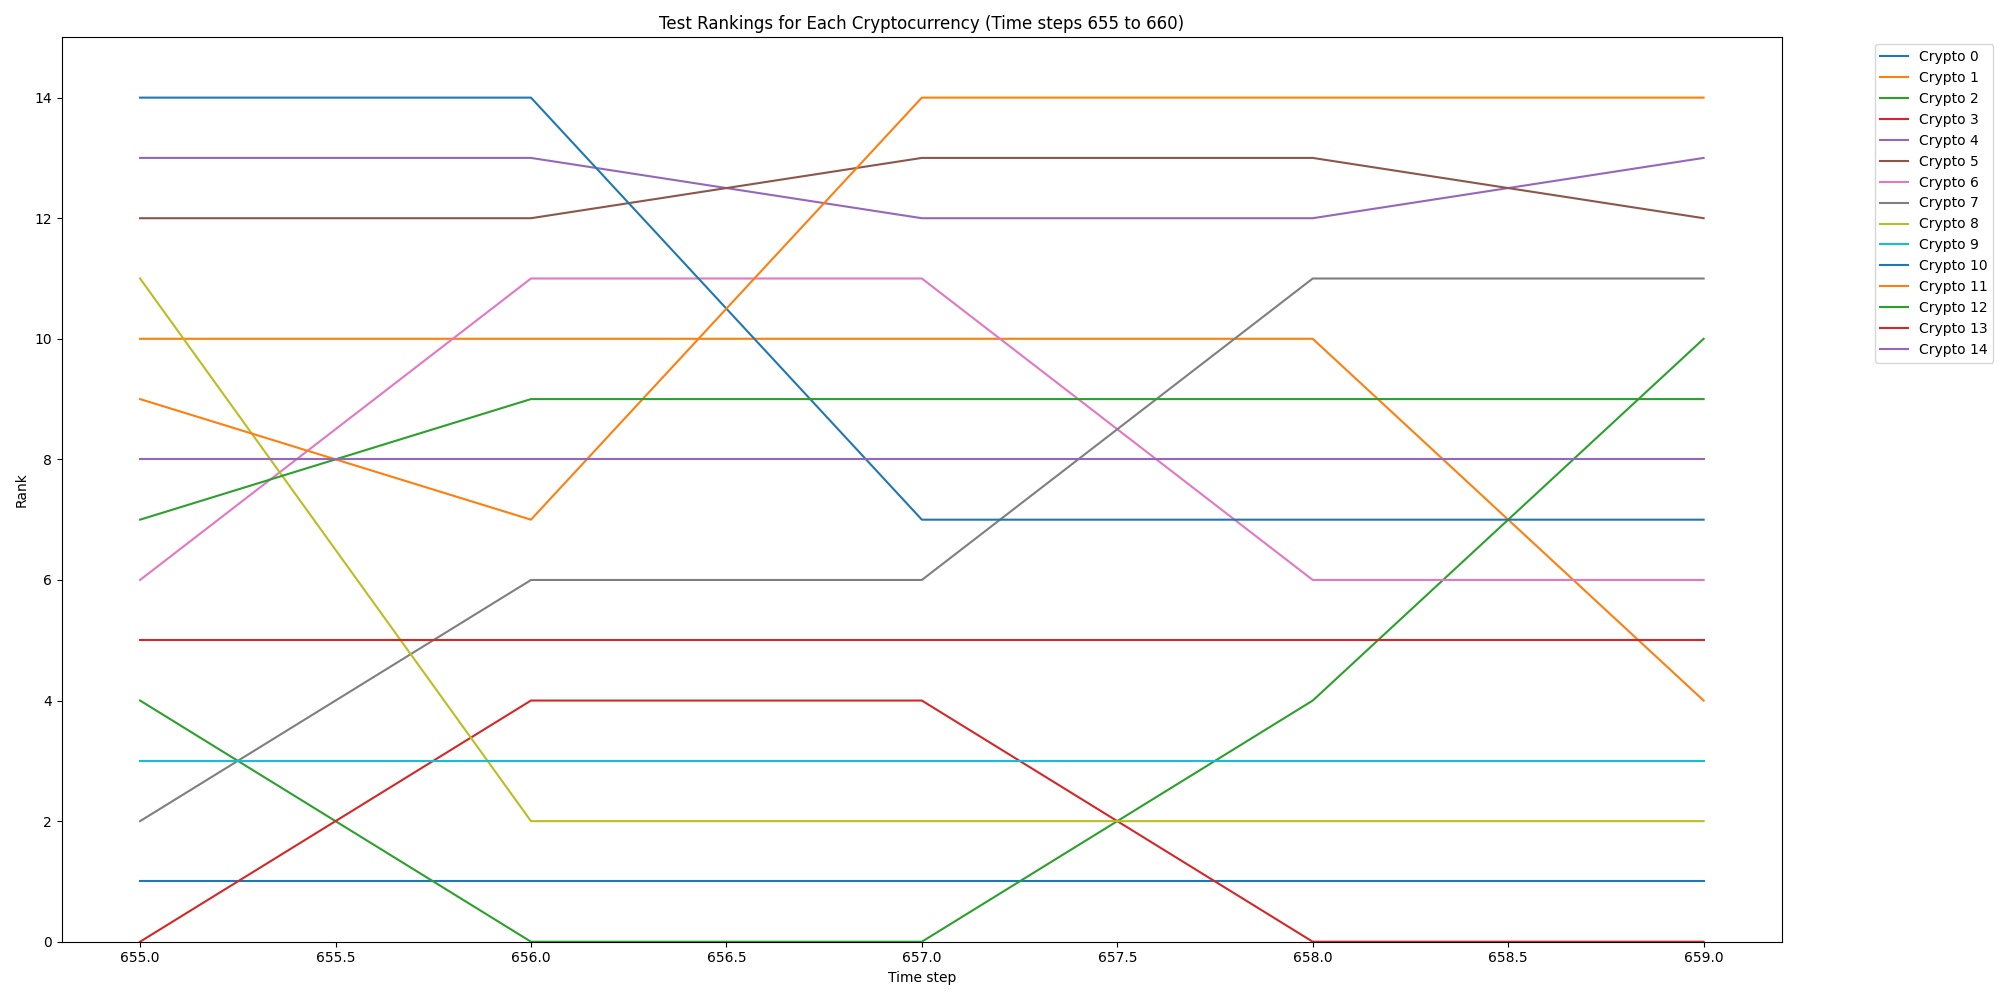 Test Rankings for Each Cryptocurrency (Time steps 655 to 660)
Rank
14
12
10
8
6
4
2
0
655.0 655.5 656.0 656.5 657.0 657.5 658.0 658.5 659.0
Time step
Crypto 0
Crypto 1
Crypto 2
Crypto 3
Crypto 4
Crypto 5
Crypto 6
Crypto 7
Crypto 8
Crypto 9
Crypto 10
Crypto 11
Crypto 12
Crypto 13
Crypto 14